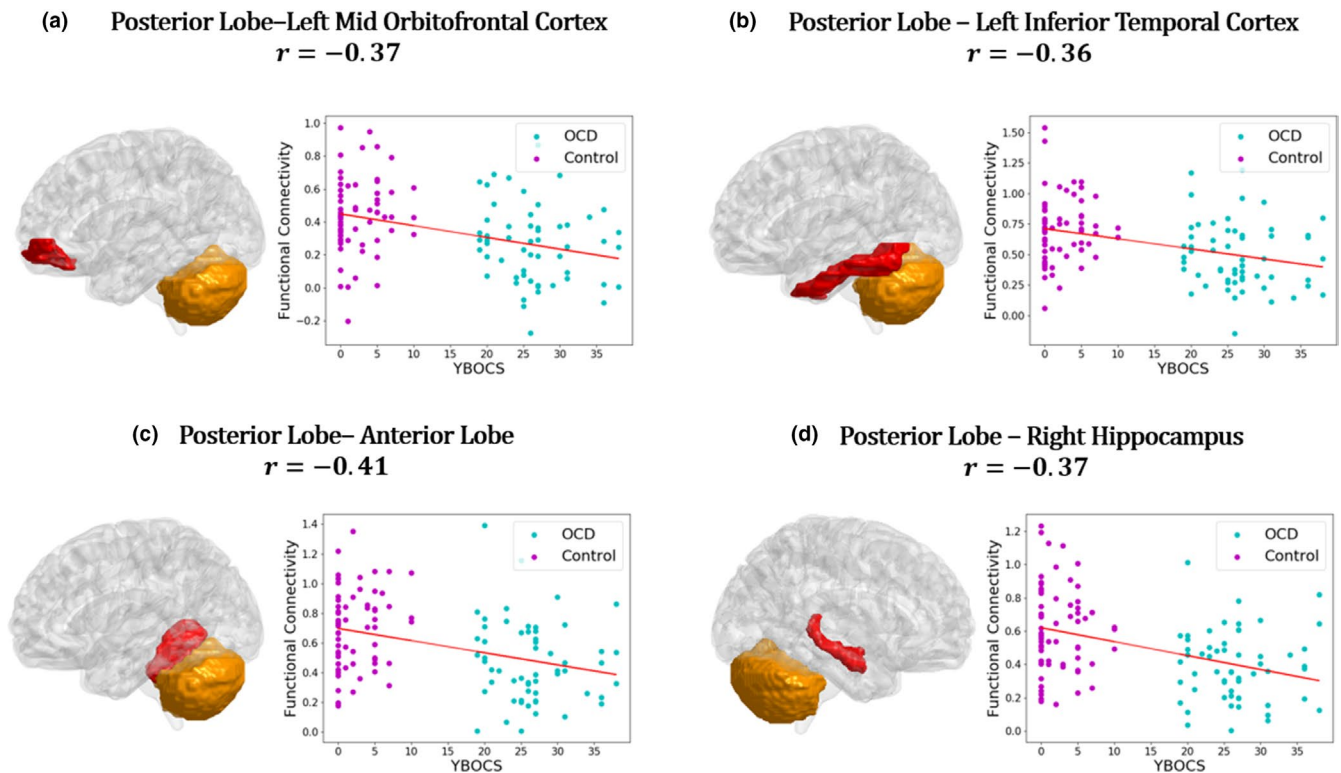 (a) Posterior Lobe–Left Mid Orbitofrontal Cortex
r = −0.37
Functional Connectivity
1.0
0.8
0.6
0.4
0.2
0.0
−0.2
OCD
Control
0 5 10 15 20 25 30 35
YBOCS
(b) Posterior Lobe – Left Inferior Temporal Cortex
r = −0.36
Functional Connectivity
1.50
1.25
1.00
0.75
0.50
0.25
0.00
OCD
Control
0 5 10 15 20 25 30 35
YBOCS
(c) Posterior Lobe– Anterior Lobe
r = −0.41
Functional Connectivity
1.4
1.2
1.0
0.8
0.6
0.4
0.2
0.0
OCD
Control
0 5 10 15 20 25 30 35
YBOCS
(d) Posterior Lobe – Right Hippocampus
r = −0.37
Functional Connectivity
1.2
1.0
0.8
0.6
0.4
0.2
0.0
OCD
Control
0 5 10 15 20 25 30 35
YBOCS